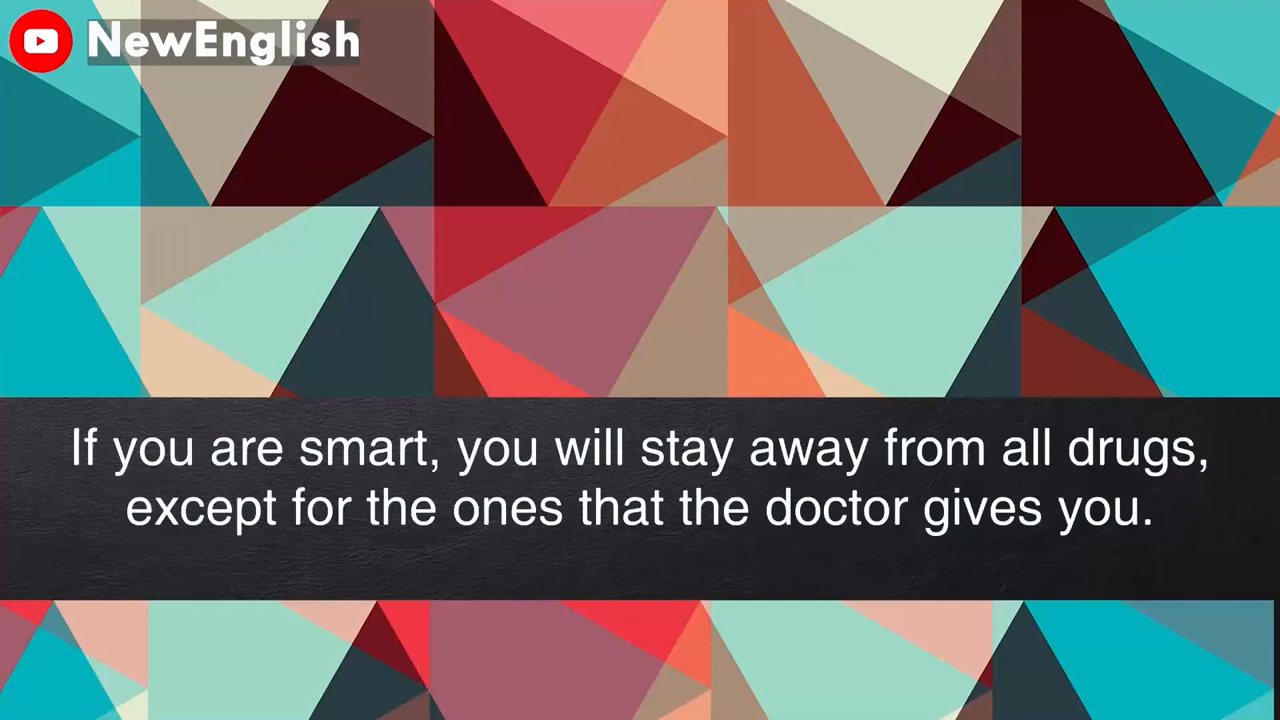 NewEnglish
If you are smart, you will stay away from all drugs,
except for the ones that the doctor gives you.